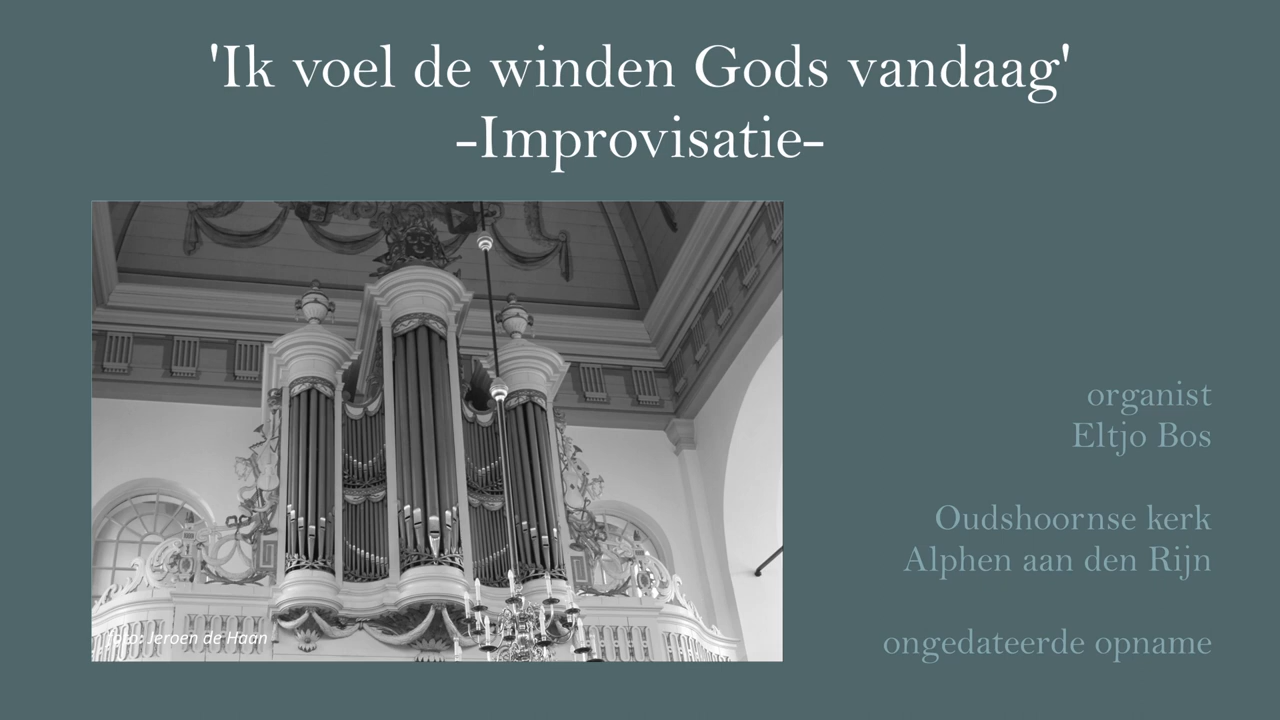 'Ik voel de winden Gods vandaag'
-Improvisatie-
organist
Eltjo Bos
Oudshoornse kerk
Alphen aan den Rijn
ongedateerde opname
foto: Jeroen de Haan